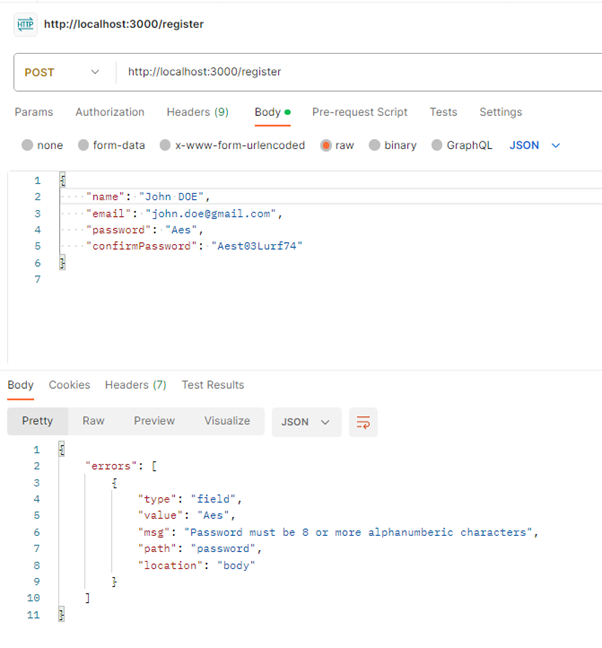 HTTP http://localhost:3000/register
POST http://localhost:3000/register
Params Authorization Headers (9) Body Pre-request Script Tests Settings
none form-data x-www-form-urlencoded raw binary GraphQL JSON
1 {
2 "name": "John DOE",
3 "email": "john.doe@gmail.com",
4 "password": "Aes",
5 "confirmPassword": "Aest03Lurf74"
6 }
7
Body Cookies Headers (7) Test Results
Pretty Raw Preview Visualize JSON
1 {
2 "errors": [
3 {
4 "type": "field",
5 "value": "Aes",
6 "msg": "Password must be 8 or more alphanumberic characters",
7 "path": "password",
8 "location": "body"
9 }
10 ]
11 }